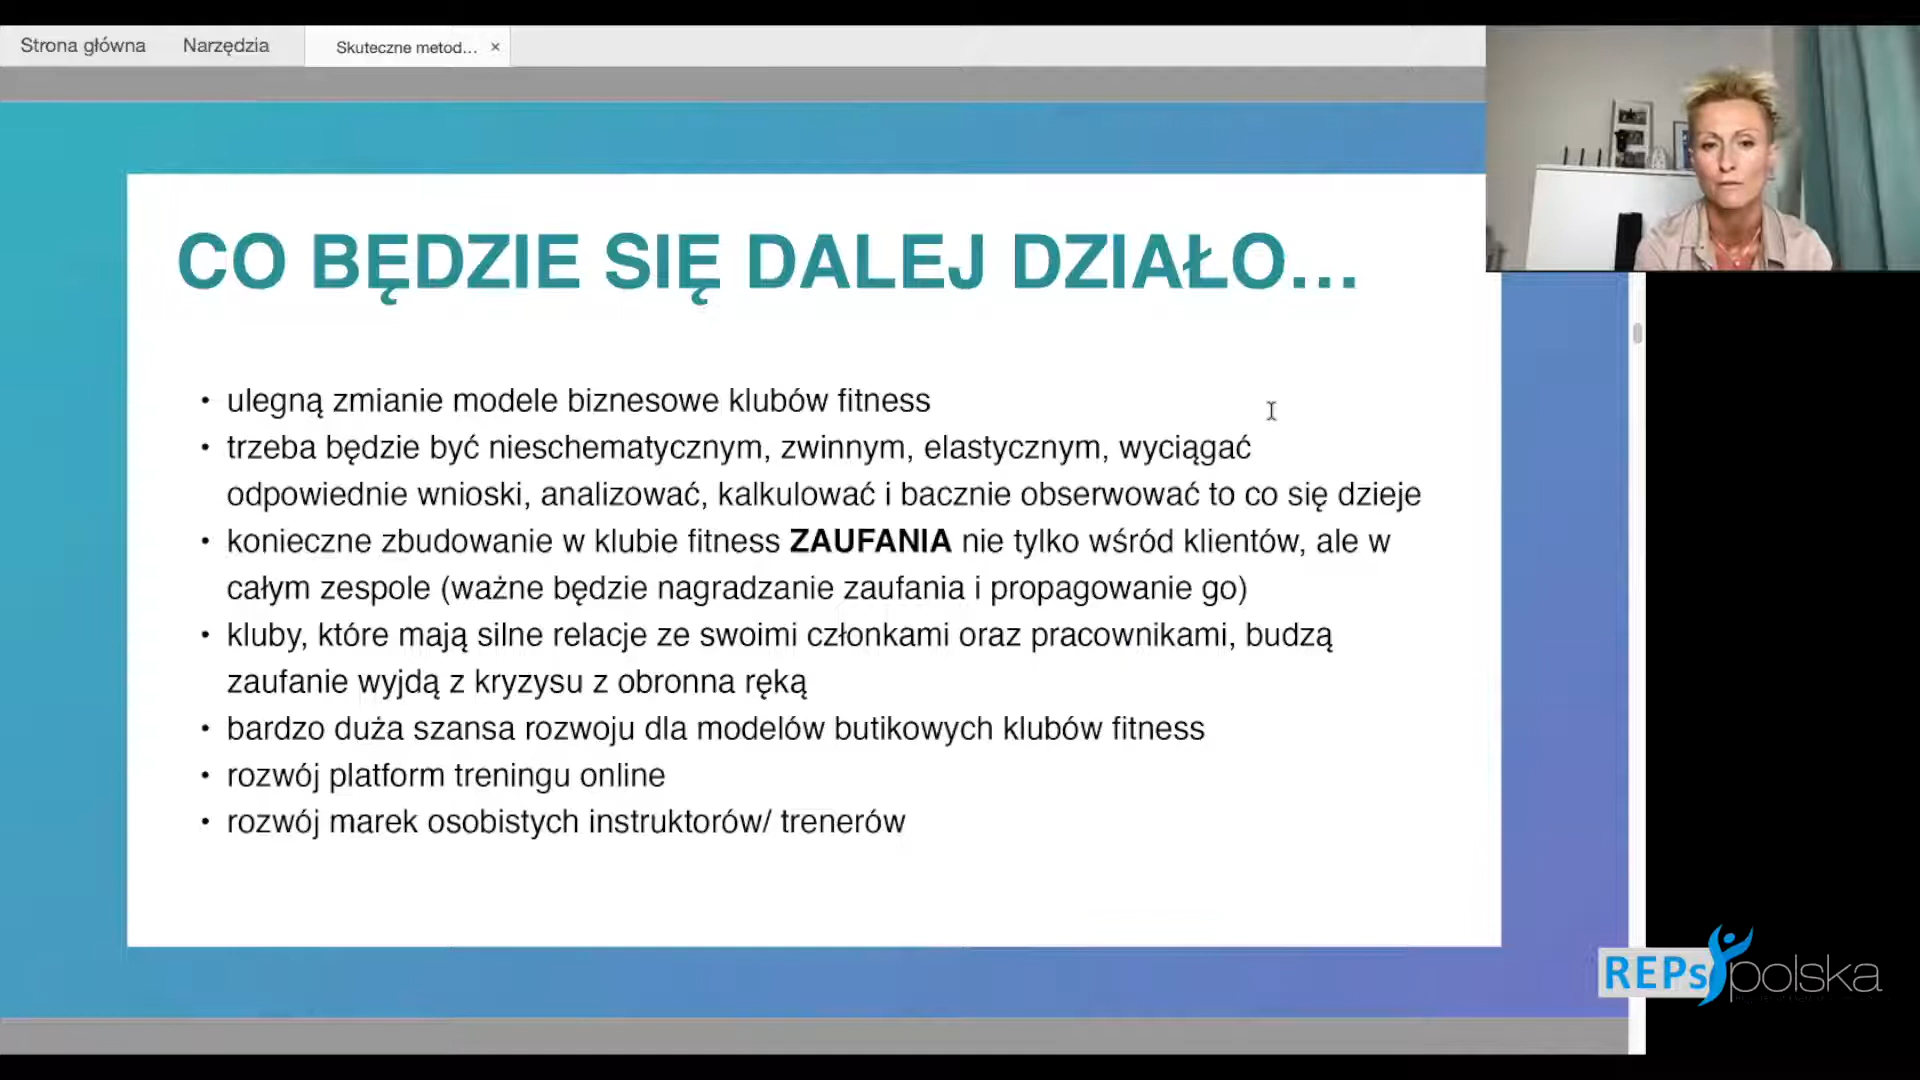 Strona główna
Narzędzia
Skuteczne metod... ×
CO BĘDZIE SIĘ DALEJ DZIAŁO...
• ulegną zmianie modele biznesowe klubów fitness
• trzeba będzie być nieschematycznym, zwinnym, elastycznym, wyciągać
odpowiednie wnioski, analizować, kalkulować i bacznie obserwować to co się dzieje
• konieczne zbudowanie w klubie fitness ZAUFANIA nie tylko wśród klientów, ale w
całym zespole (ważne będzie nagradzanie zaufania i propagowanie go)
• kluby, które mają silne relacje ze swoimi członkami oraz pracownikami, budzą
zaufanie wyjdą z kryzysu z obronna ręką
• bardzo duża szansa rozwoju dla modelów butikowych klubów fitness
• rozwój platform treningu online
• rozwój marek osobistych instruktorów/ trenerów
REPs polska